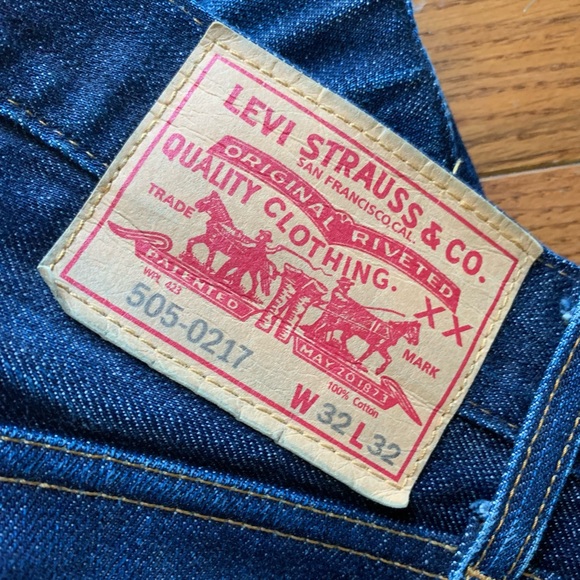 LEVI STRAUSS & CO.
SAN FRANCISCO, CAL.
ORIGINAL RIVETED
QUALITY CLOTHING.
XX
TRADE MARK
PATENTED MAY 20 1873
WPL 423
505-0217
100% Cotton
W 32 L 32